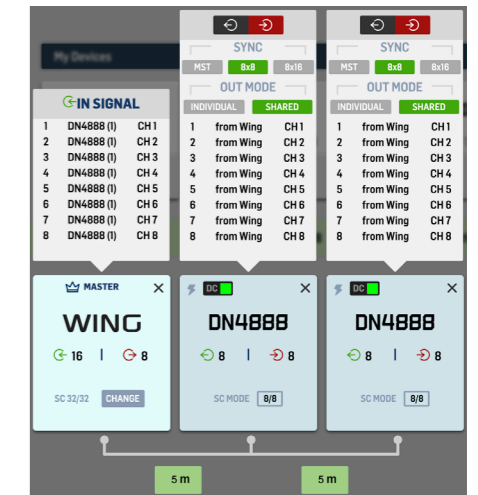 My Devices
IN SIGNAL
1 DN4888 (1) CH 1
2 DN4888 (1) CH 2
3 DN4888 (1) CH 3
4 DN4888 (1) CH 4
5 DN4888 (1) CH 5
6 DN4888 (1) CH 6
7 DN4888 (1) CH 7
8 DN4888 (1) CH 8
SYNC
MST 8x8 8x16
OUT MODE
INDIVIDUAL SHARED
1 from Wing CH 1
2 from Wing CH 2
3 from Wing CH 3
4 from Wing CH 4
5 from Wing CH 5
6 from Wing CH 6
7 from Wing CH 7
8 from Wing CH 8
SYNC
MST 8x8 8x16
OUT MODE
INDIVIDUAL SHARED
1 from Wing CH 1
2 from Wing CH 2
3 from Wing CH 3
4 from Wing CH 4
5 from Wing CH 5
6 from Wing CH 6
7 from Wing CH 7
8 from Wing CH 8
MASTER
WING
16 | 8
SC 32/32 CHANGE
DC
DN4888
8 | 8
SC MODE 8/8
DC
DN4888
8 | 8
SC MODE 8/8
5 m
5 m